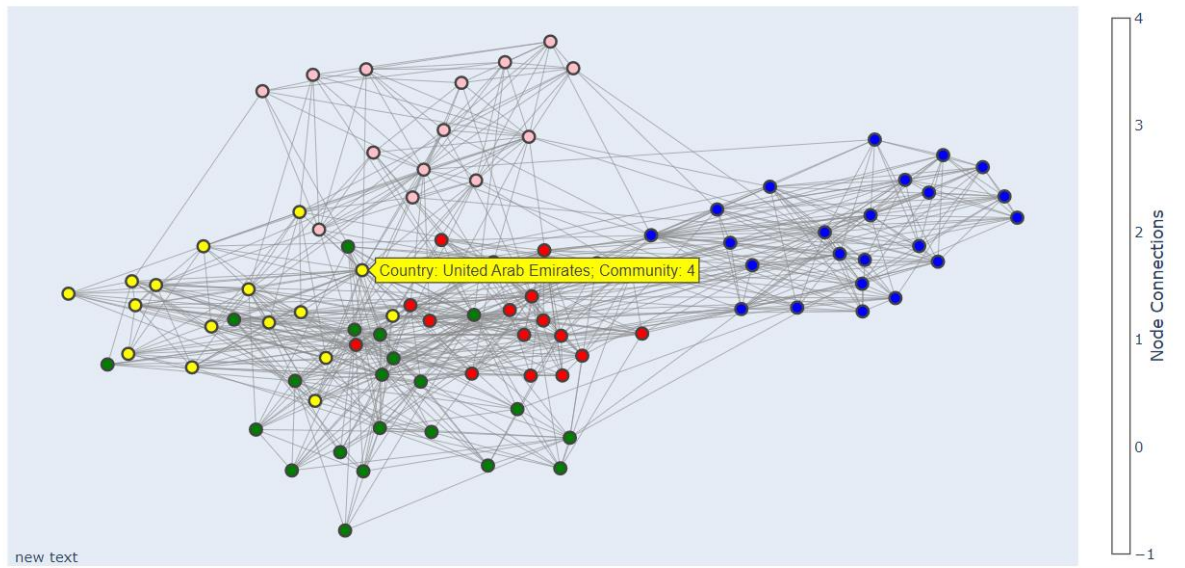 4
3
Node Connections
2
Country: United Arab Emirates; Community: 4
1
0
new text
−1